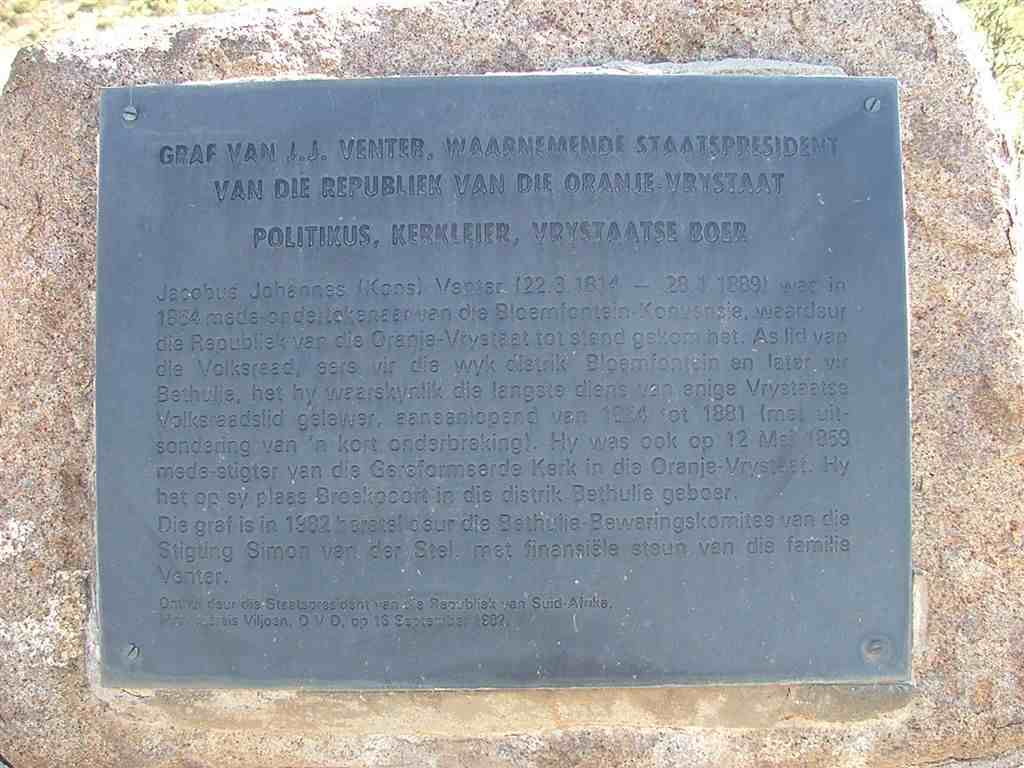 GRAF VAN J.J. VENTER, WAARNEMENDE STAATSPRESIDENT
VAN DIE REPUBLIEK VAN DIE ORANJE-VRYSTAAT
POLITIKUS, KERKLEIER, VRYSTAATSE BOER
Jacobus Johannes (Koos) Venter (22.3.1814 – 28.1.1889) was in
1854 mede-ondertekenaar van die Bloemfontein-Konvensie, waardeur
die Republiek van die Oranje-Vrystaat tot stand gekom het. As lid van
die Volksraad, eers vir die wyk distrik Bloemfontein en later vir
Bethulie, het hy waarskynlik die langste diens van enige Vrystaatse
Volksraadslid gelewer, aaneenlopend van 1854 tot 1881 (met uit-
sondering van 'n kort onderbreking). Hy was ook op 12 Mei 1859
mede-stigter van die Gereformeerde Kerk in die Oranje-Vrystaat. Hy
het op sy plaas Broekpoort in die distrik Bethulie geboer.
Die graf is in 1982 herstel deur die Bethulie-Bewaringskomitee van die
Stigting Simon van der Stel, met finansiële steun van die familie
Venter.
Onthul deur die Staatspresident van die Republiek van Suid-Afrika,
Marais Viljoen, D.V.D, op 16 September 1982.